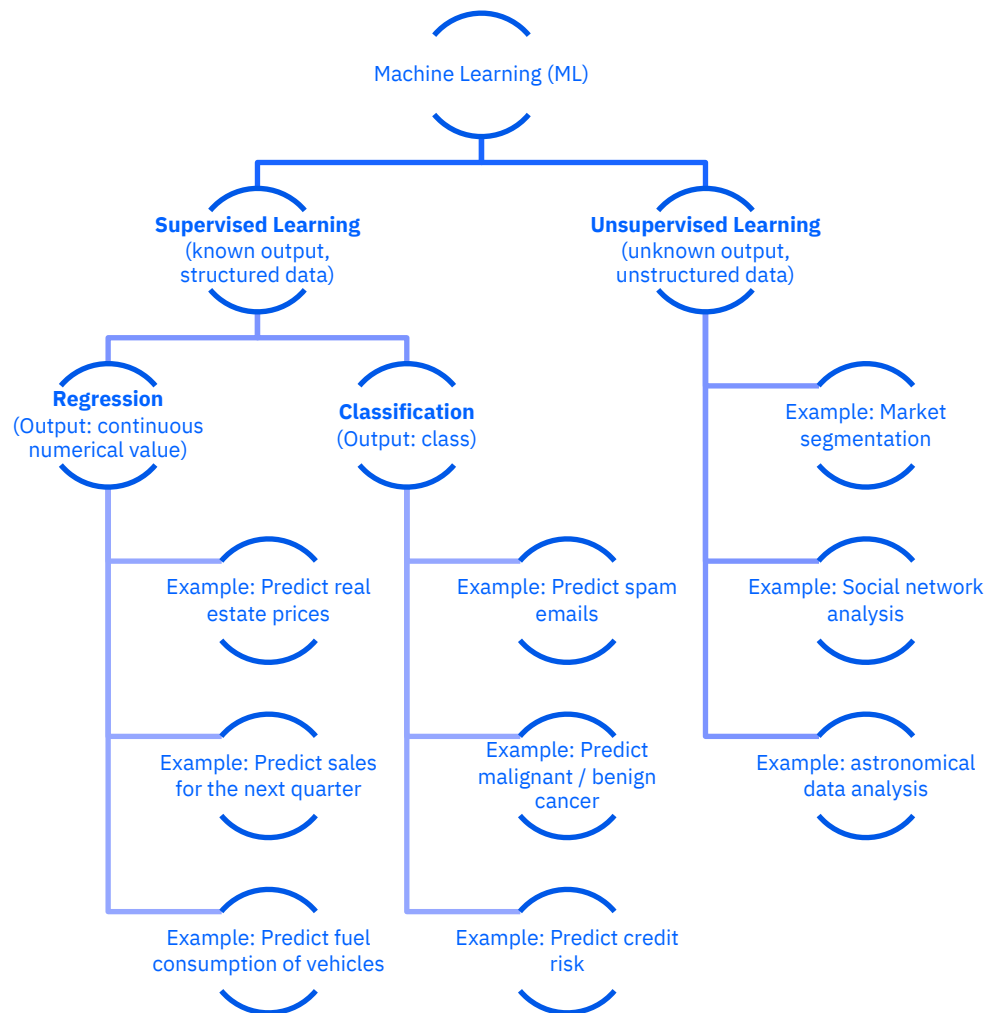 Machine Learning (ML)
Supervised Learning
(known output,
structured data)
Unsupervised Learning
(unknown output,
unstructured data)
Regression
(Output: continuous
numerical value)
Classification
(Output: class)
Example: Market
segmentation
Example: Predict real
estate prices
Example: Predict spam
emails
Example: Social network
analysis
Example: Predict sales
for the next quarter
Example: Predict
malignant / benign
cancer
Example: astronomical
data analysis
Example: Predict fuel
consumption of vehicles
Example: Predict credit
risk